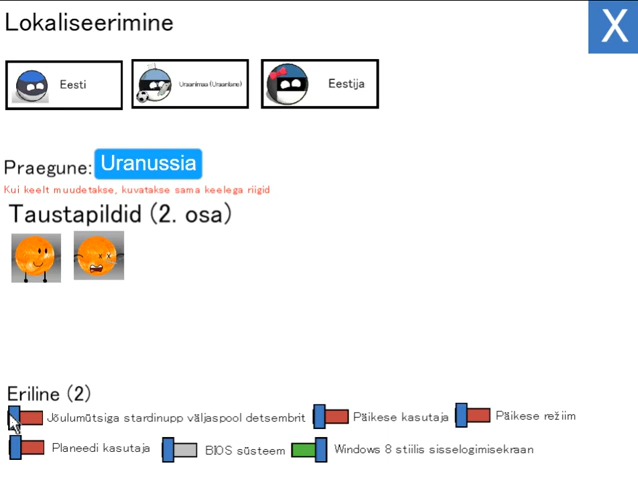 Lokaliseerimine
X
Eesti
Uraanimaa (Uraanlane)
Eestija
Praegune: Uranussia
Kui keelt muudetakse, kuvatakse sama keelega riigid
Taustapildid (2. osa)
Eriline (2)
Jõulumütsiga stardinupp väljaspool detsembrit
Päikese kasutaja
Päikese režiim
Planeedi kasutaja
BIOS süsteem
Windows 8 stiilis sisselogimisekraan